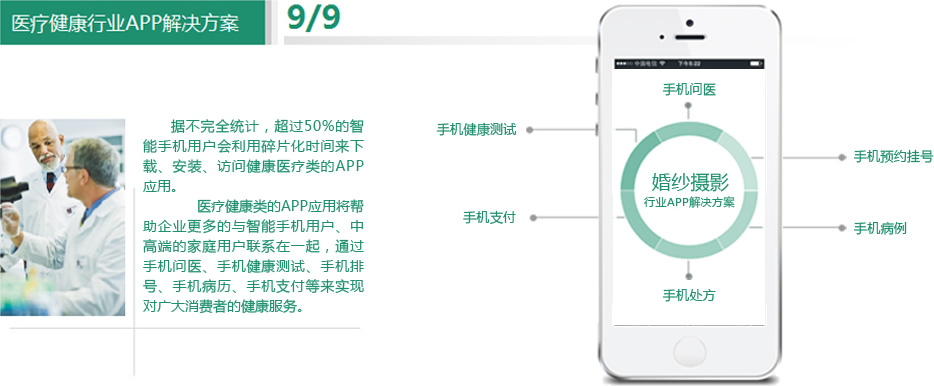 医疗健康行业APP解决方案
9/9
据不完全统计，超过50%的智
能手机用户会利用碎片化时间来下
载、安装、访问健康医疗类的APP
应用。
医疗健康类的APP应用将帮
助企业更多的与智能手机用户、中
高端的家庭用户联系在一起，通过
手机问医、手机健康测试、手机排
号、手机病历、手机支付等来实现
对广大消费者的健康服务。
中国电信 下午5:22
手机问医
手机健康测试
手机预约挂号
婚纱摄影
行业APP解决方案
手机支付
手机病例
手机处方